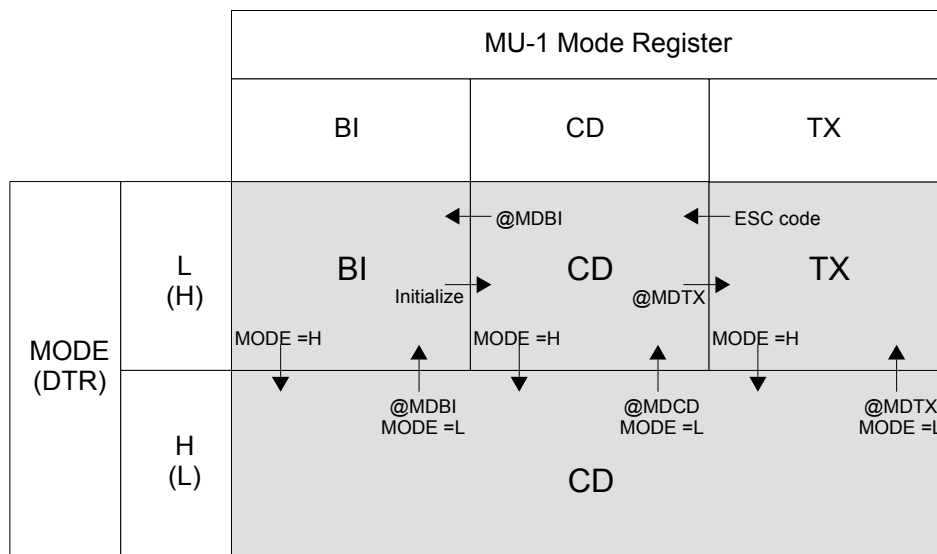 MU-1 Mode Register
BI
CD
TX
@MDBI
ESC code
L
(H)
BI
CD
TX
Initialize
@MDTX
MODE =H
MODE =H
MODE =H
MODE
(DTR)
@MDBI
MODE =L
@MDCD
MODE =L
@MDTX
MODE =L
H
(L)
CD